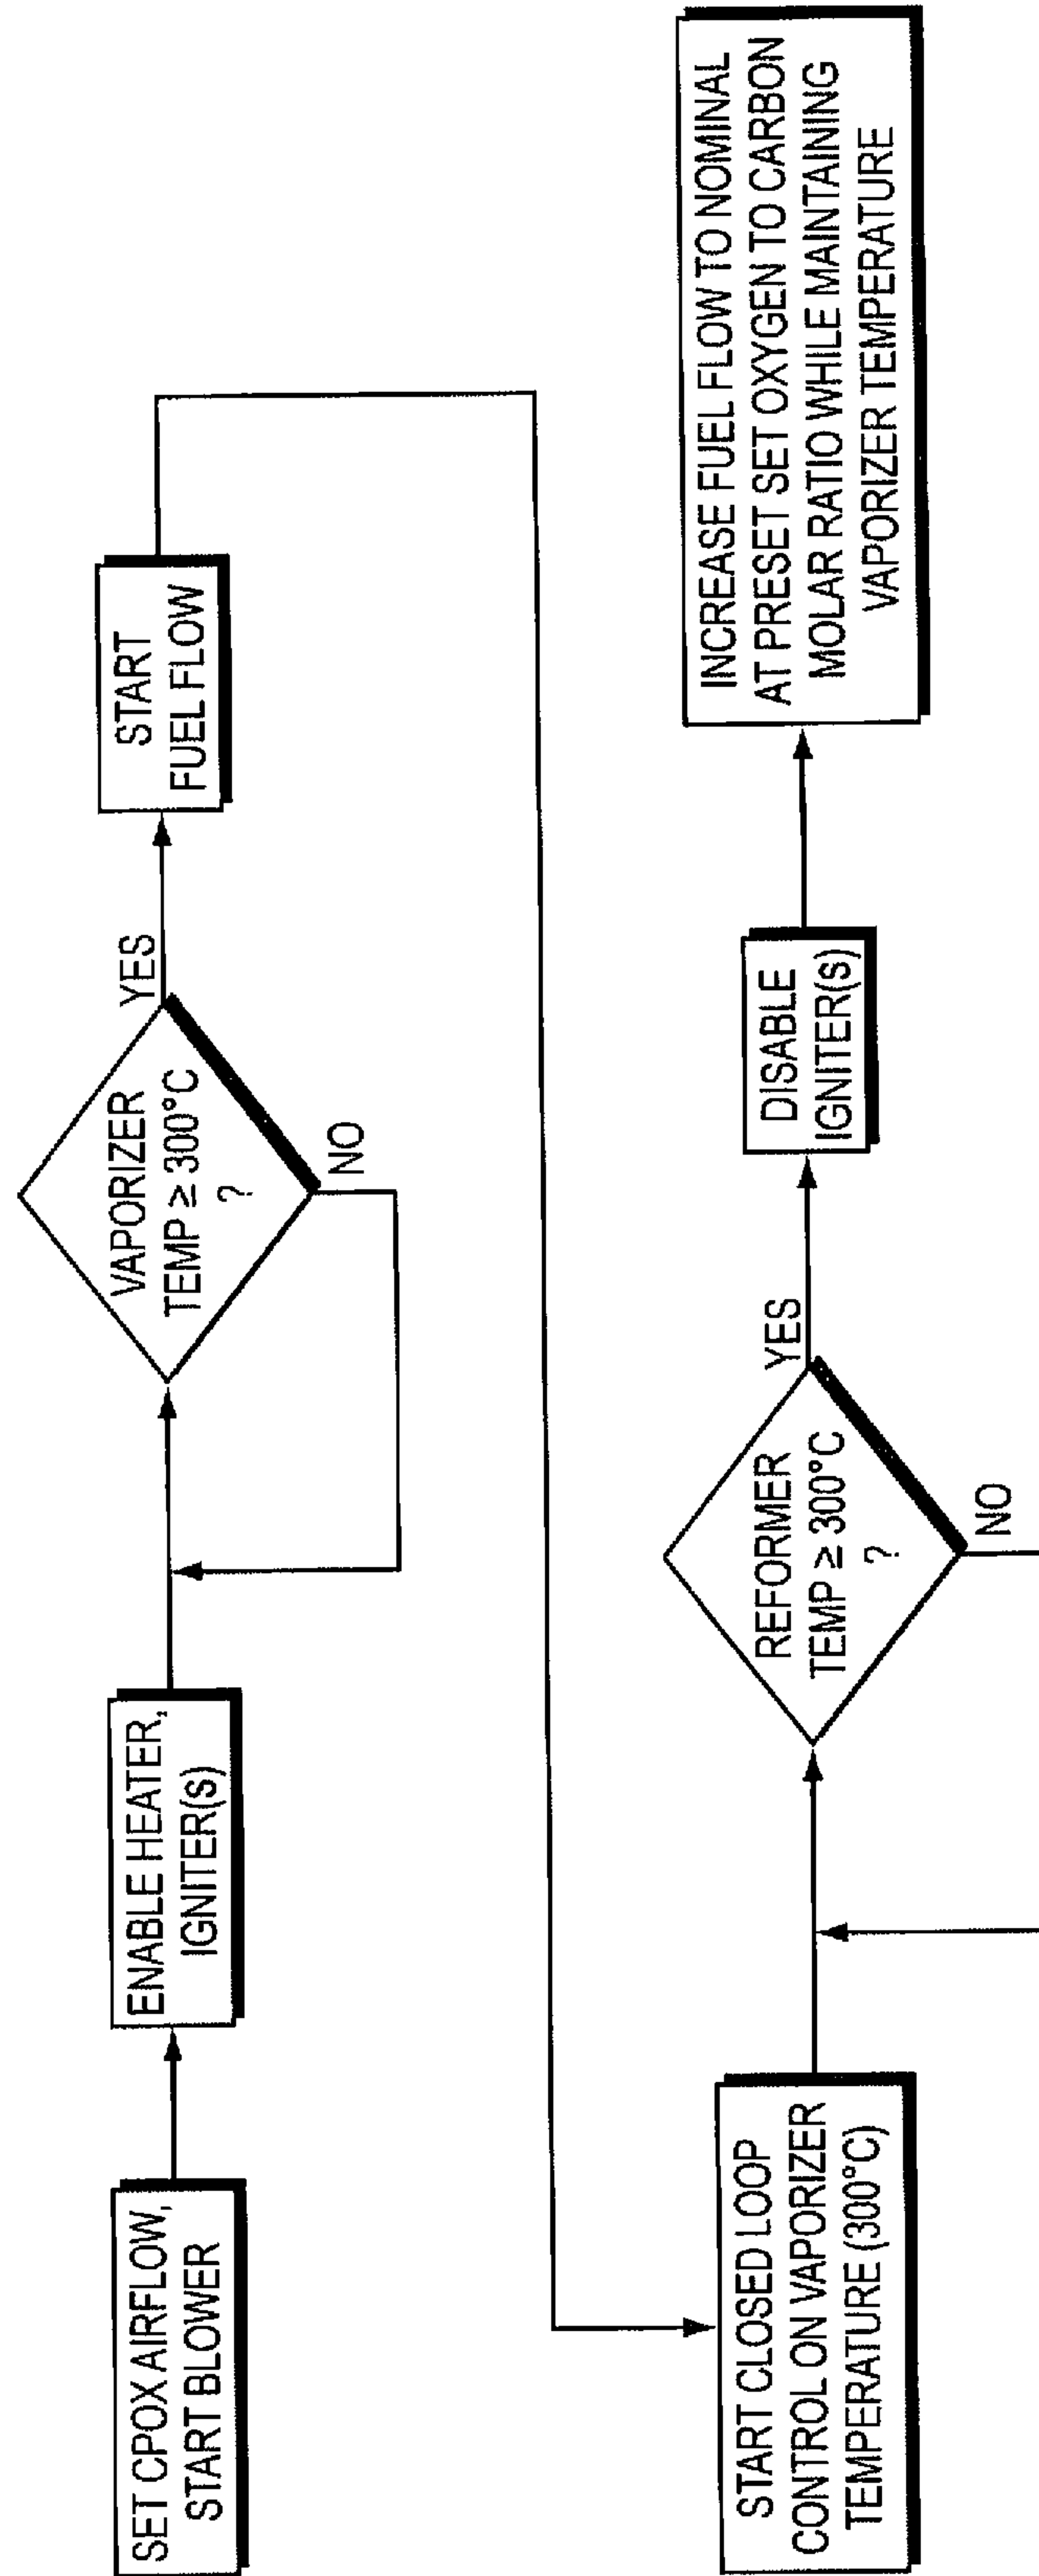 SET CPOX AIRFLOW,
START BLOWER
ENABLE HEATER,
IGNITER(s)
VAPORIZER
TEMP ≥ 300°C
?
YES
NO
START
FUEL FLOW
START CLOSED LOOP
CONTROL ON VAPORIZER
TEMPERATURE (300°C)
REFORMER
TEMP ≥ 300°C
?
YES
NO
DISABLE
IGNITER(s)
INCREASE FUEL FLOW TO NOMINAL
AT PRESET SET OXYGEN TO CARBON
MOLAR RATIO WHILE MAINTAINING
VAPORIZER TEMPERATURE